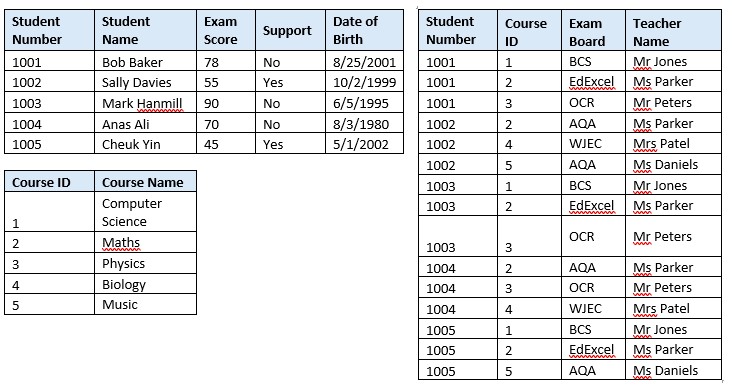 Student Number | Student Name | Exam Score | Support | Date of Birth
1001 | Bob Baker | 78 | No | 8/25/2001
1002 | Sally Davies | 55 | Yes | 10/2/1999
1003 | Mark Hanmill | 90 | No | 6/5/1995
1004 | Anas Ali | 70 | No | 8/3/1980
1005 | Cheuk Yin | 45 | Yes | 5/1/2002
Course ID | Course Name
1 | Computer Science
2 | Maths
3 | Physics
4 | Biology
5 | Music
Student Number | Course ID | Exam Board | Teacher Name
1001 | 1 | BCS | Mr Jones
1001 | 2 | EdExcel | Ms Parker
1001 | 3 | OCR | Mr Peters
1002 | 2 | AQA | Ms Parker
1002 | 4 | WJEC | Mrs Patel
1002 | 5 | AQA | Ms Daniels
1003 | 1 | BCS | Mr Jones
1003 | 2 | EdExcel | Ms Parker
1003 | 3 | OCR | Mr Peters
1004 | 2 | AQA | Ms Parker
1004 | 3 | OCR | Mr Peters
1004 | 4 | WJEC | Mrs Patel
1005 | 1 | BCS | Mr Jones
1005 | 2 | EdExcel | Ms Parker
1005 | 5 | AQA | Ms Daniels